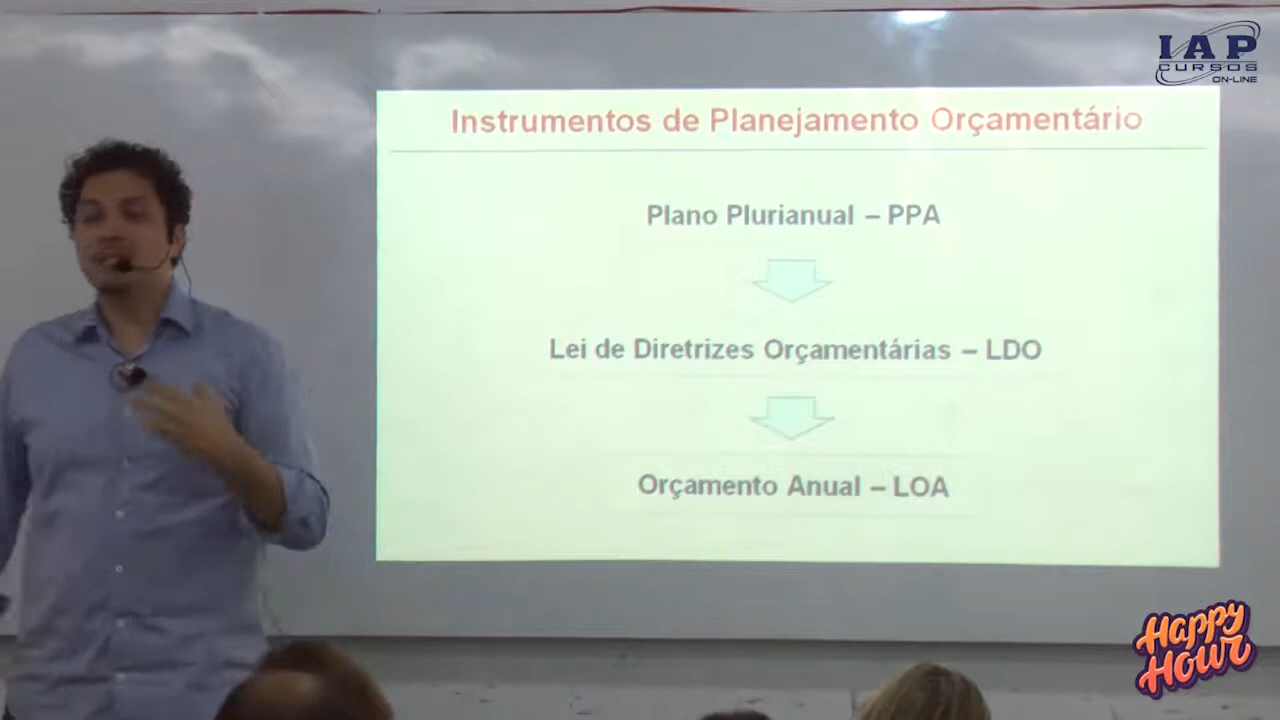 IAP
CURSOS
ON-LINE
Instrumentos de Planejamento Orçamentário
Plano Plurianual – PPA
Lei de Diretrizes Orçamentárias – LDO
Orçamento Anual – LOA
Happy
Hour